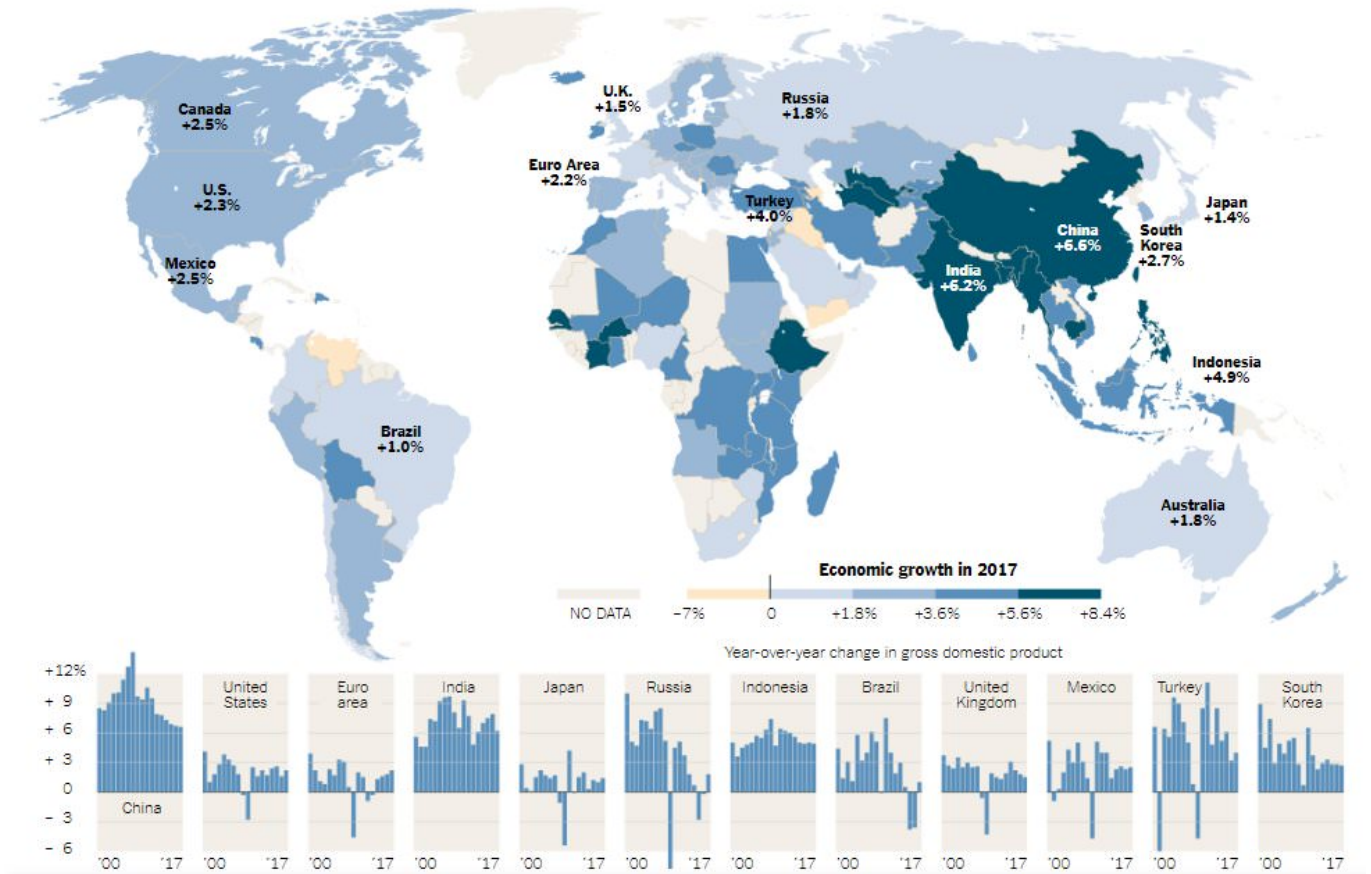 Canada
+2.5%
U.S.
+2.3%
Mexico
+2.5%
Brazil
+1.0%
U.K.
+1.5%
Euro Area
+2.2%
Russia
+1.8%
Turkey
+4.0%
China
+6.6%
India
+6.2%
South
Korea
+2.7%
Japan
+1.4%
Indonesia
+4.9%
Australia
+1.8%
Economic growth in 2017
NO DATA
−7% 0 +1.8% +3.6% +5.6% +8.4%
Year-over-year change in gross domestic product
+12%
+ 9
+ 6
+ 3
0
− 3
− 6
China
'00 '17
United
States
'00 '17
Euro
area
'00 '17
India
'00 '17
Japan
'00 '17
Russia
'00 '17
Indonesia
'00 '17
Brazil
'00 '17
United
Kingdom
'00 '17
Mexico
'00 '17
Turkey
'00 '17
South
Korea
'00 '17